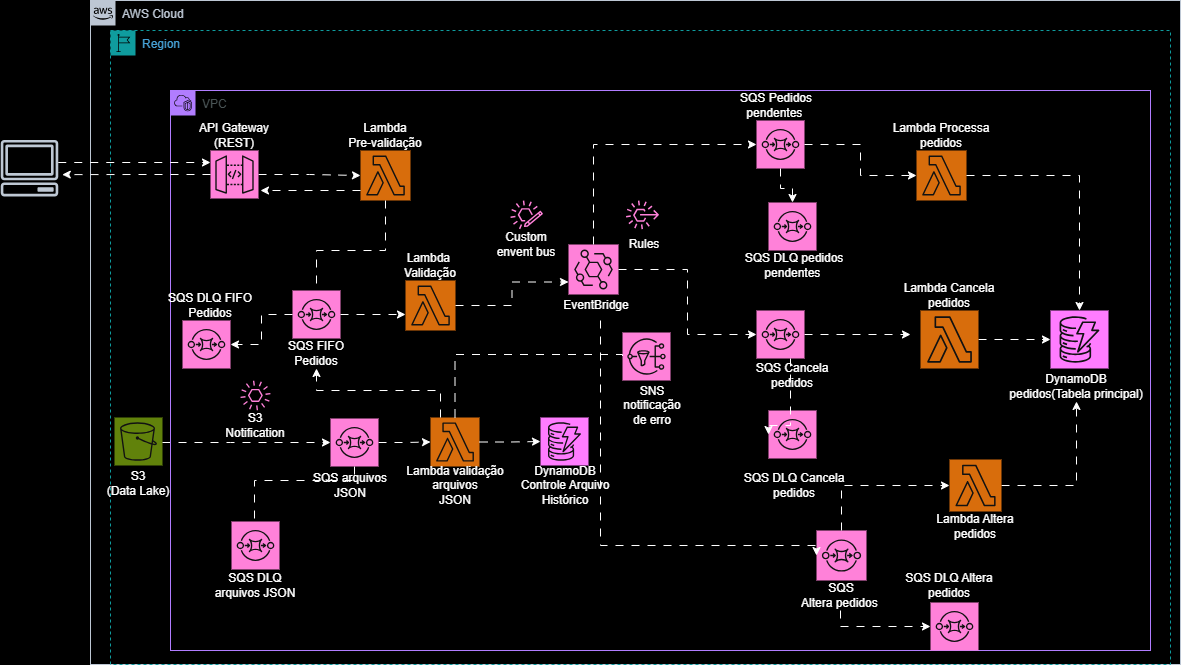 aws
AWS Cloud
Region
VPC
API Gateway
(REST)
Lambda
Pre-validação
SQS Pedidos
pendentes
Lambda Processa
pedidos
Custom
envent bus
Rules
SQS DLQ pedidos
pendentes
Lambda
Validação
EventBridge
SQS DLQ FIFO
Pedidos
SQS FIFO
Pedidos
Lambda Cancela
pedidos
SQS Cancela
pedidos
DynamoDB
pedidos(Tabela principal)
SNS
notificação
de erro
S3
Notification
S3
(Data Lake)
SQS arquivos
JSON
Lambda validação
arquivos
JSON
DynamoDB
Controle Arquivo
Histórico
SQS DLQ Cancela
pedidos
Lambda Altera
pedidos
SQS DLQ
arquivos JSON
SQS
Altera pedidos
SQS DLQ Altera
pedidos